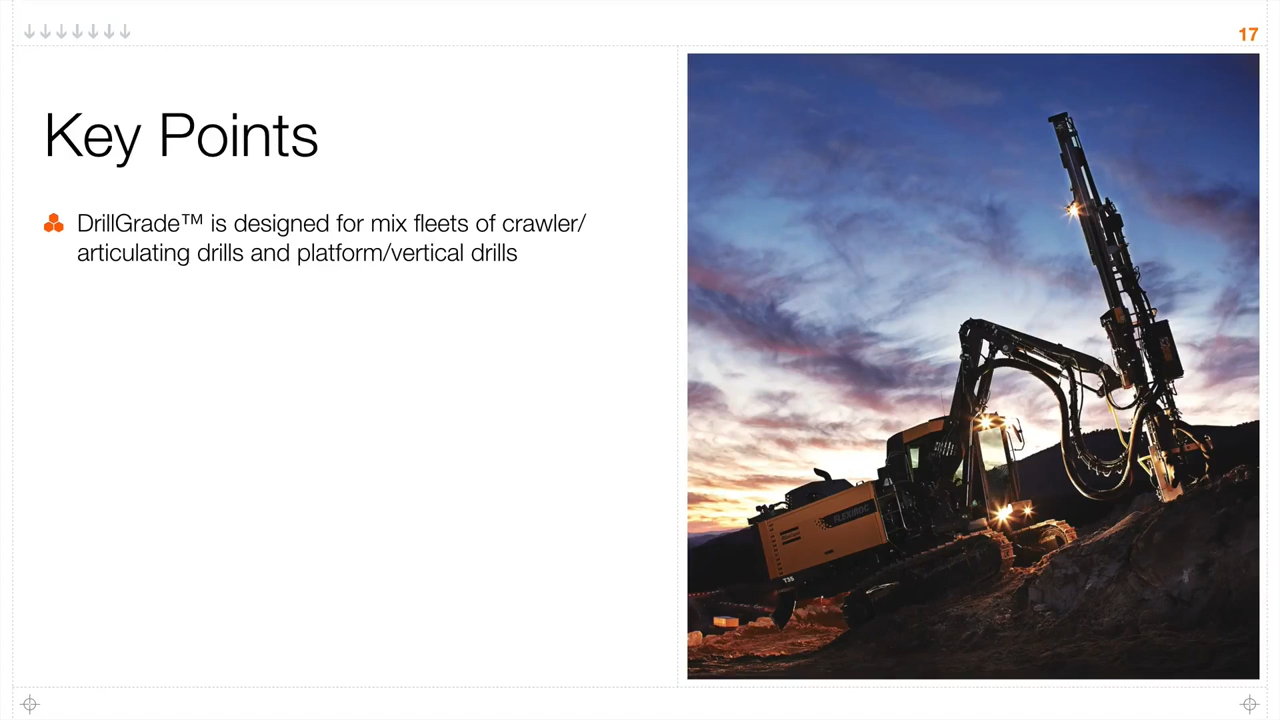 17
Key Points
DrillGrade™ is designed for mix fleets of crawler/
articulating drills and platform/vertical drills
FLEXIROC
T35